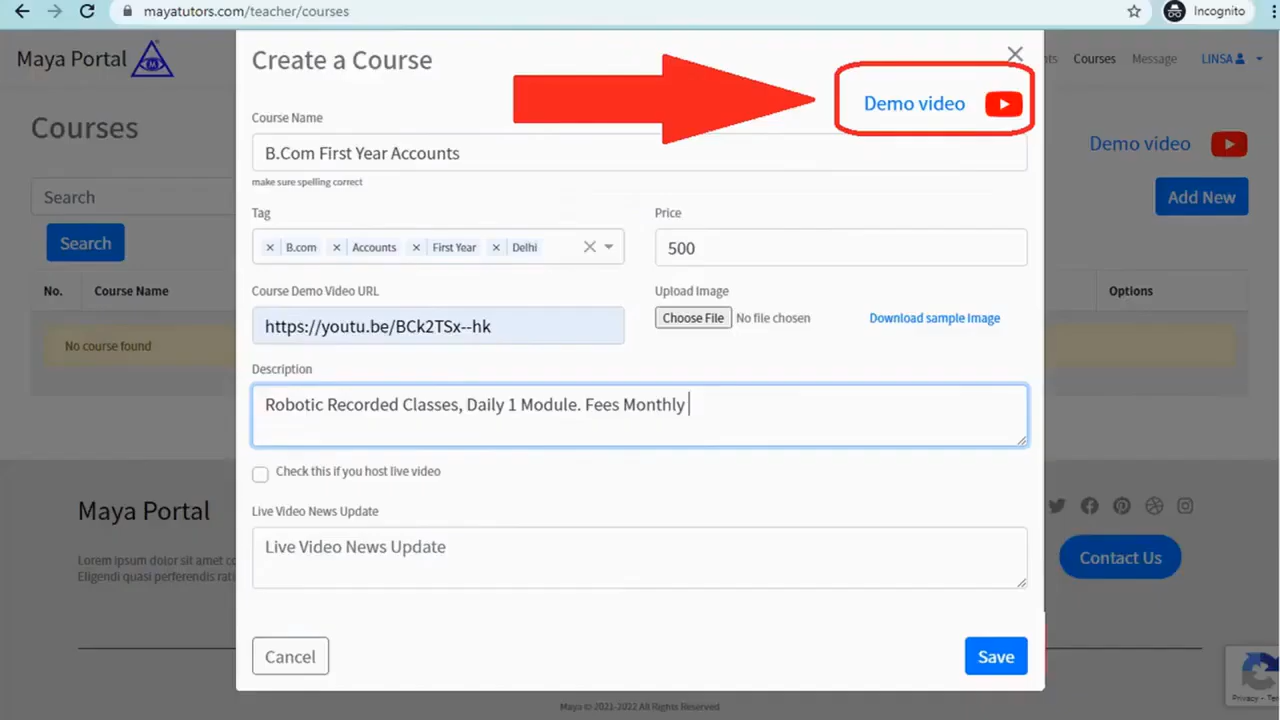 mayatutors.com/teacher/courses
Incognito
Maya Portal
Courses
Message
LINSA
Create a Course
Demo video
Courses
Course Name
B.Com First Year Accounts
make sure spelling correct
Demo video
Search
Add New
Search
Tag
Price
B.com
Accounts
First Year
Delhi
500
No.
Course Name
Course Demo Video URL
Upload Image
Options
https://youtu.be/BCk2TSx--hk
Choose File No file chosen
Download sample Image
No course found
Description
Robotic Recorded Classes, Daily 1 Module. Fees Monthly
Check this if you host live video
Maya Portal
Live Video News Update
Live Video News Update
Lorem ipsum dolor sit amet
Eligendi quasi perferendis
Contact Us
Cancel
Save
Maya © 2021-2022 All Rights Reserved
Privacy